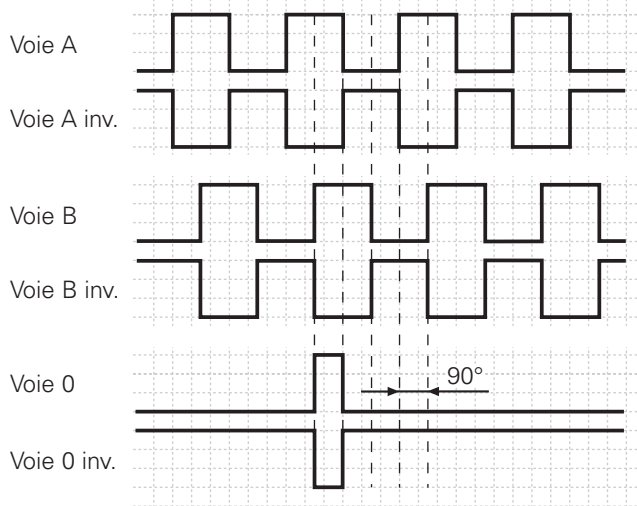 Voie A
Voie A inv.
Voie B
Voie B inv.
Voie 0
90°
Voie 0 inv.